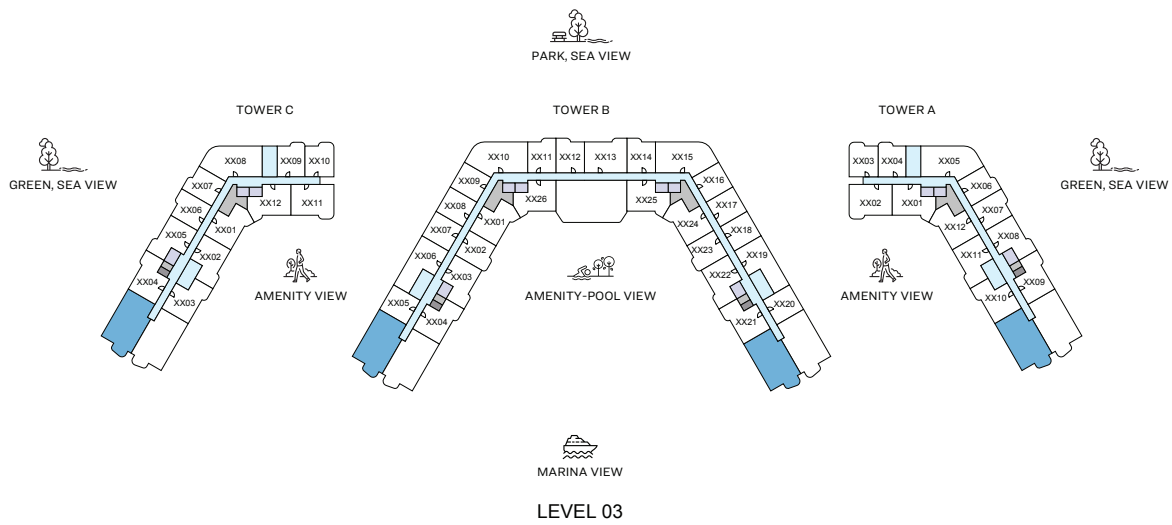 PARK, SEA VIEW
TOWER C
TOWER B
TOWER A
GREEN, SEA VIEW
GREEN, SEA VIEW
XX08
XX09
XX10
XX07
XX06
XX05
XX04
XX12
XX11
XX01
XX02
XX03
XX10
XX11
XX12
XX13
XX14
XX15
XX09
XX08
XX07
XX06
XX05
XX26
XX01
XX02
XX03
XX04
XX25
XX24
XX23
XX22
XX21
XX16
XX17
XX18
XX19
XX20
XX03
XX04
XX05
XX02
XX01
XX06
XX07
XX08
XX09
XX12
XX11
XX10
AMENITY VIEW
AMENITY-POOL VIEW
AMENITY VIEW
MARINA VIEW
LEVEL 03